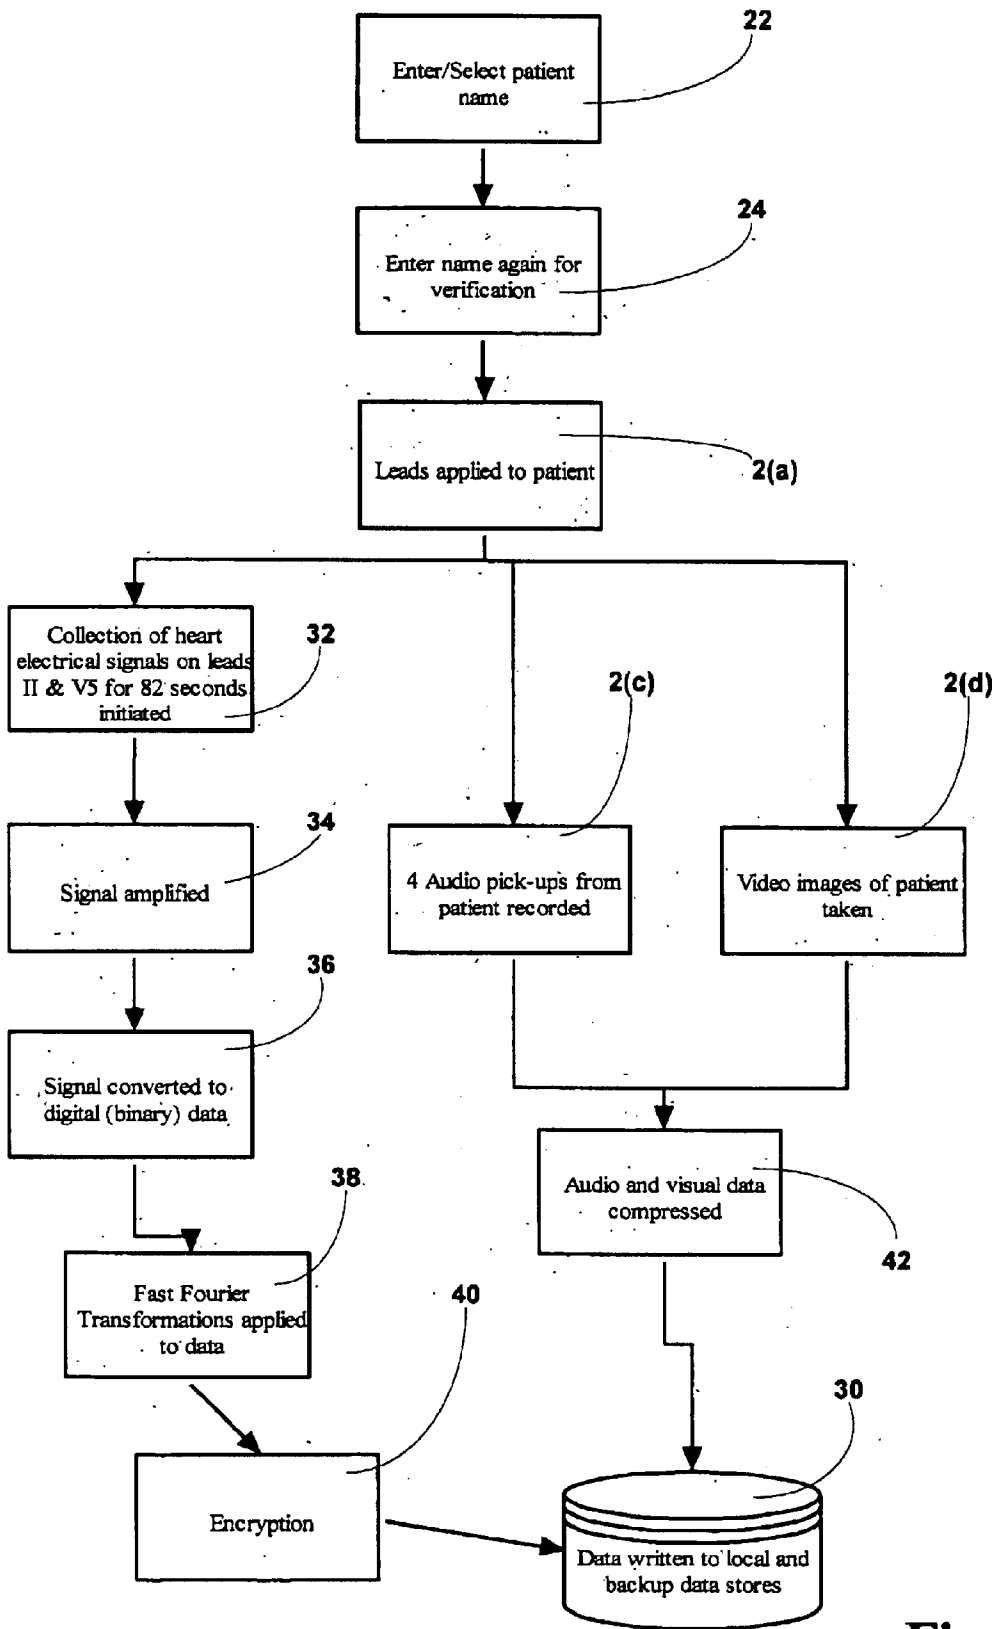 22
Enter/Select patient
name
24
Enter name again for
verification
Leads applied to patient
2(a)
Collection of heart
electrical signals on leads
II & V5 for 82 seconds
initiated
32
2(c)
2(d)
Signal amplified
34
4 Audio pick-ups from
patient recorded
Video images of patient
taken
36
Signal converted to
digital (binary) data
38
Fast Fourier
Transformations applied
to data
Audio and visual data
compressed
42
40
30
Encryption
Data written to local and
backup data stores